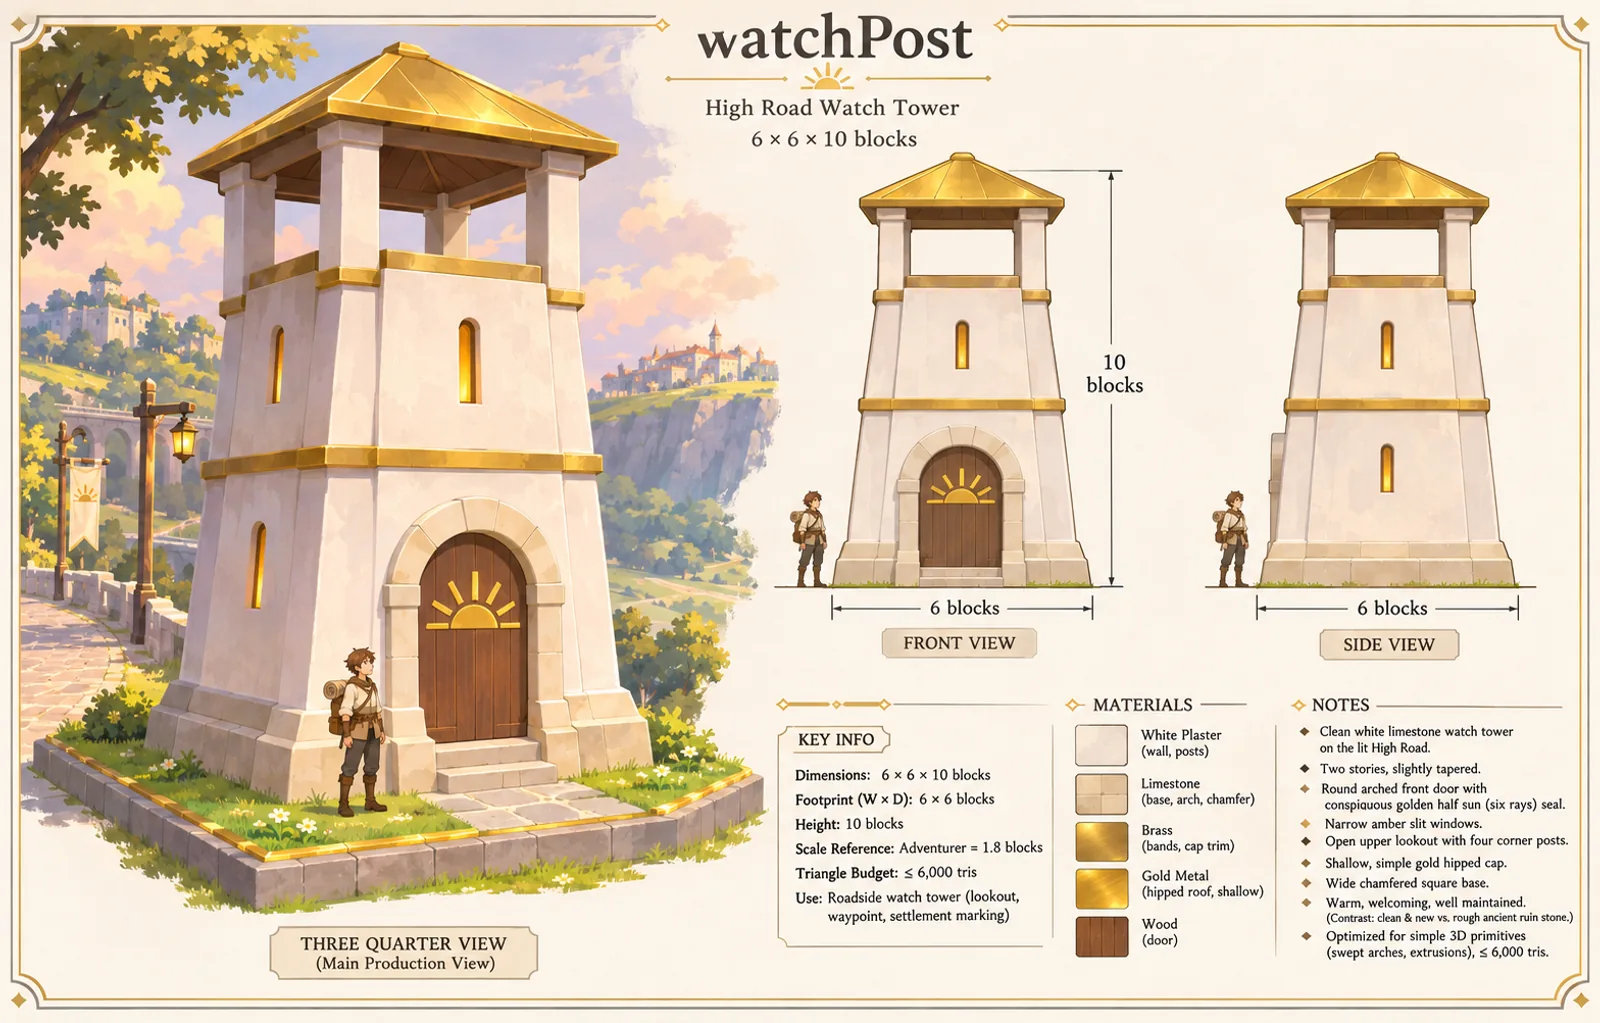 watchPost
High Road Watch Tower
6 × 6 × 10 blocks
10
blocks
6 blocks
FRONT VIEW
6 blocks
SIDE VIEW
THREE QUARTER VIEW
(Main Production View)
KEY INFO
Dimensions: 6 × 6 × 10 blocks
Footprint (W × D): 6 × 6 blocks
Height: 10 blocks
Scale Reference: Adventurer = 1.8 blocks
Triangle Budget: ≤ 6,000 tris
Use: Roadside watch tower (lookout,
waypoint, settlement marking)
MATERIALS
White Plaster
(wall, posts)
Limestone
(base, arch, chamfer)
Brass
(bands, cap trim)
Gold Metal
(hipped roof, shallow)
Wood
(door)
NOTES
Clean white limestone watch tower
on the lit High Road.
Two stories, slightly tapered.
Round arched front door with
conspiquous golden half sun (six rays) seal.
Narrow amber slit windows.
Open upper lookout with four corner posts.
Shallow, simple gold hipped cap.
Wide chamfered square base.
Warm, welcoming, well maintained.
(Contrast: clean & new vs. rough ancient ruin stone.)
Optimized for simple 3D primitives
(swept arches, extrusions), ≤ 6,000 tris.